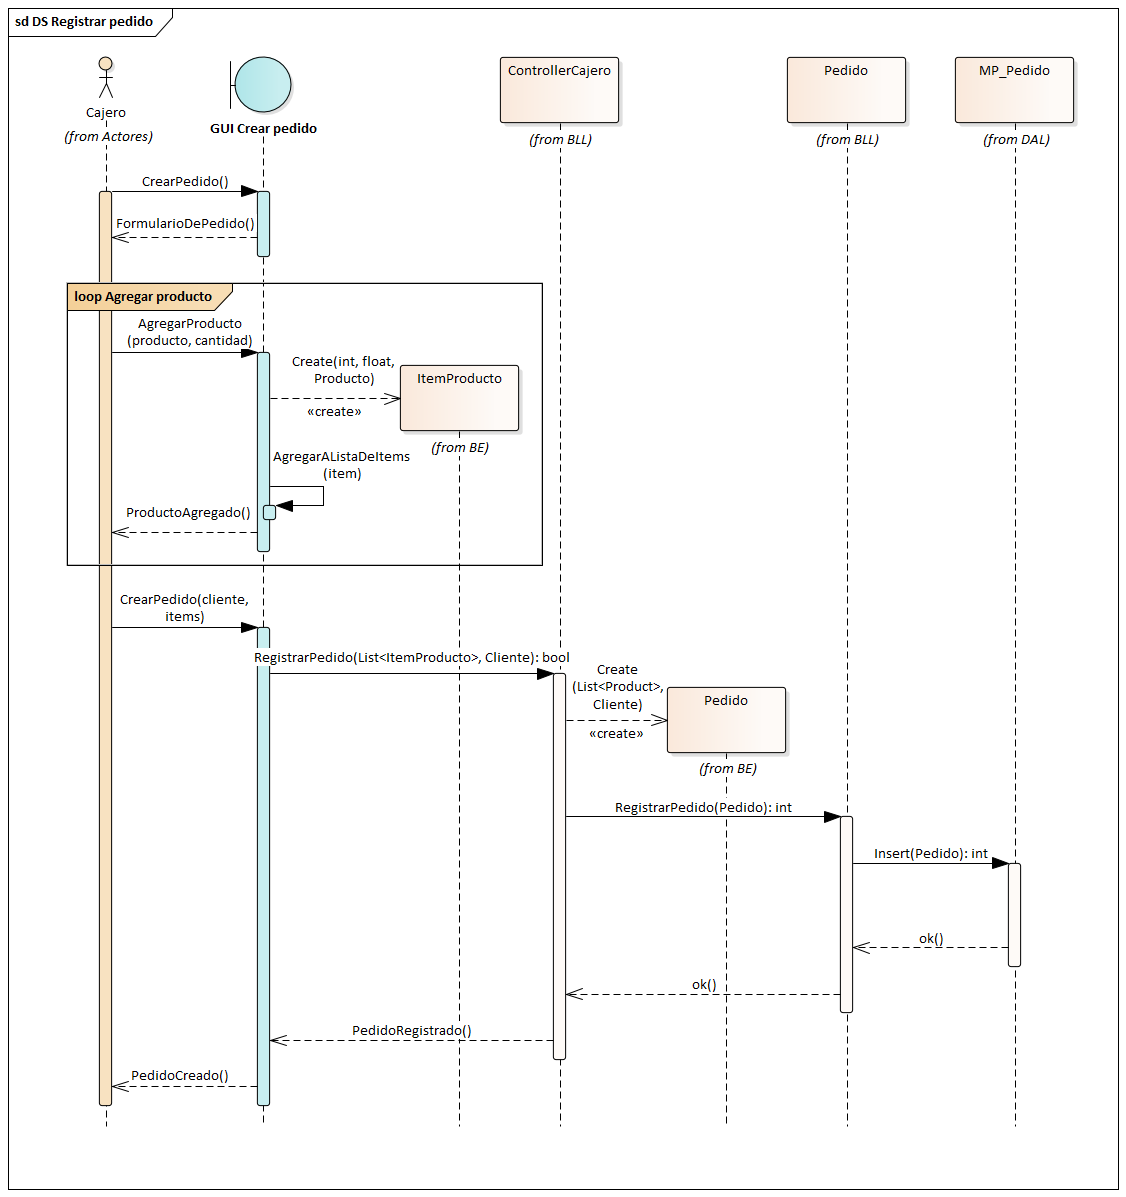 sd DS Registrar pedido
Cajero
(from Actores)
GUI Crear pedido
ControllerCajero
(from BLL)
Pedido
(from BLL)
MP_Pedido
(from DAL)
CrearPedido()
FormularioDePedido()
loop Agregar producto
AgregarProducto
(producto, cantidad)
Create(int, float,
Producto)
«create»
ItemProducto
(from BE)
AgregarAListaDeItems
(item)
ProductoAgregado()
CrearPedido(cliente,
items)
RegistrarPedido(List<ItemProducto>, Cliente): bool
Create
(List<Product>,
Cliente)
«create»
Pedido
(from BE)
RegistrarPedido(Pedido): int
Insert(Pedido): int
ok()
ok()
PedidoRegistrado()
PedidoCreado()